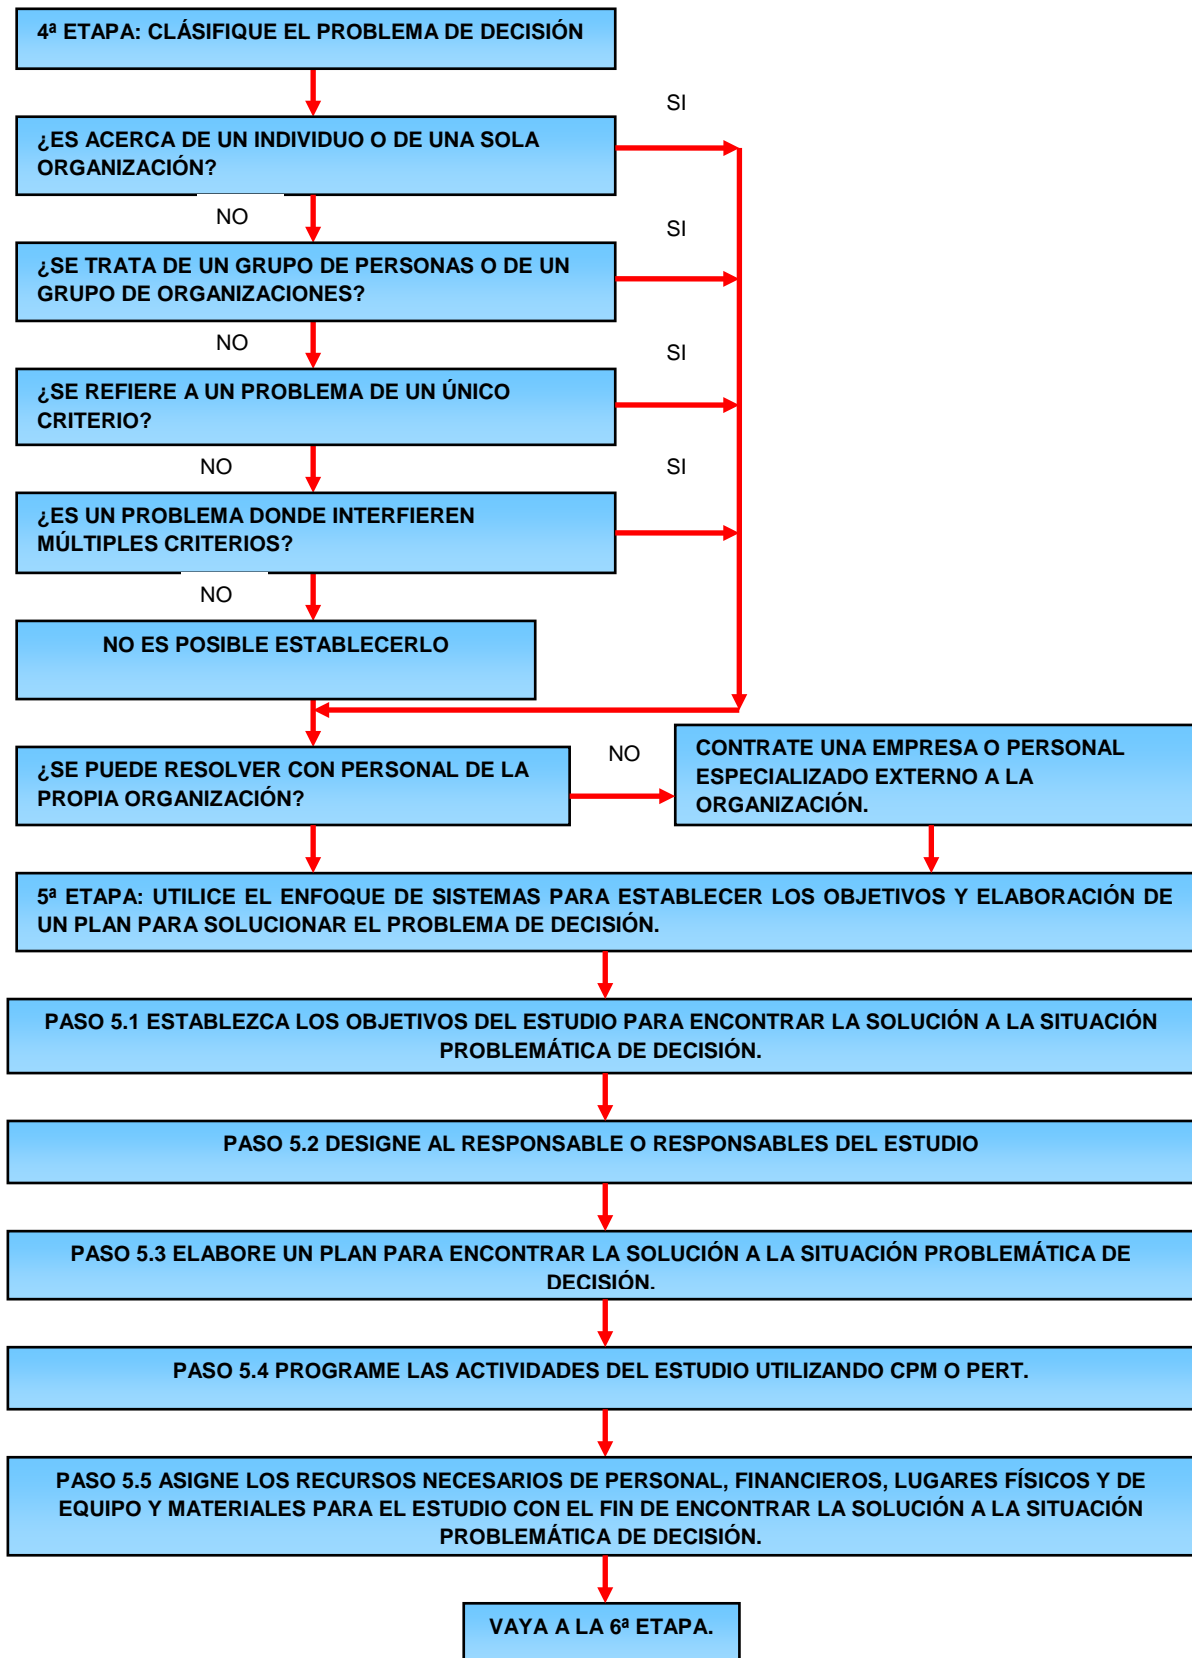 4ª ETAPA: CLÁSIFIQUE EL PROBLEMA DE DECISIÓN
SI
¿ES ACERCA DE UN INDIVIDUO O DE UNA SOLA
ORGANIZACIÓN?
NO
SI
¿SE TRATA DE UN GRUPO DE PERSONAS O DE UN
GRUPO DE ORGANIZACIONES?
NO
SI
¿SE REFIERE A UN PROBLEMA DE UN ÚNICO
CRITERIO?
NO
SI
¿ES UN PROBLEMA DONDE INTERFIEREN
MÚLTIPLES CRITERIOS?
NO
NO ES POSIBLE ESTABLECERLO
¿SE PUEDE RESOLVER CON PERSONAL DE LA
PROPIA ORGANIZACIÓN?
NO
CONTRATE UNA EMPRESA O PERSONAL
ESPECIALIZADO EXTERNO A LA
ORGANIZACIÓN.
5ª ETAPA: UTILICE EL ENFOQUE DE SISTEMAS PARA ESTABLECER LOS OBJETIVOS Y ELABORACIÓN DE
UN PLAN PARA SOLUCIONAR EL PROBLEMA DE DECISIÓN.
PASO 5.1 ESTABLEZCA LOS OBJETIVOS DEL ESTUDIO PARA ENCONTRAR LA SOLUCIÓN A LA SITUACIÓN
PROBLEMÁTICA DE DECISIÓN.
PASO 5.2 DESIGNE AL RESPONSABLE O RESPONSABLES DEL ESTUDIO
PASO 5.3 ELABORE UN PLAN PARA ENCONTRAR LA SOLUCIÓN A LA SITUACIÓN PROBLEMÁTICA DE
DECISIÓN.
PASO 5.4 PROGRAME LAS ACTIVIDADES DEL ESTUDIO UTILIZANDO CPM O PERT.
PASO 5.5 ASIGNE LOS RECURSOS NECESARIOS DE PERSONAL, FINANCIEROS, LUGARES FÍSICOS Y DE
EQUIPO Y MATERIALES PARA EL ESTUDIO CON EL FIN DE ENCONTRAR LA SOLUCIÓN A LA SITUACIÓN
PROBLEMÁTICA DE DECISIÓN.
VAYA A LA 6ª ETAPA.